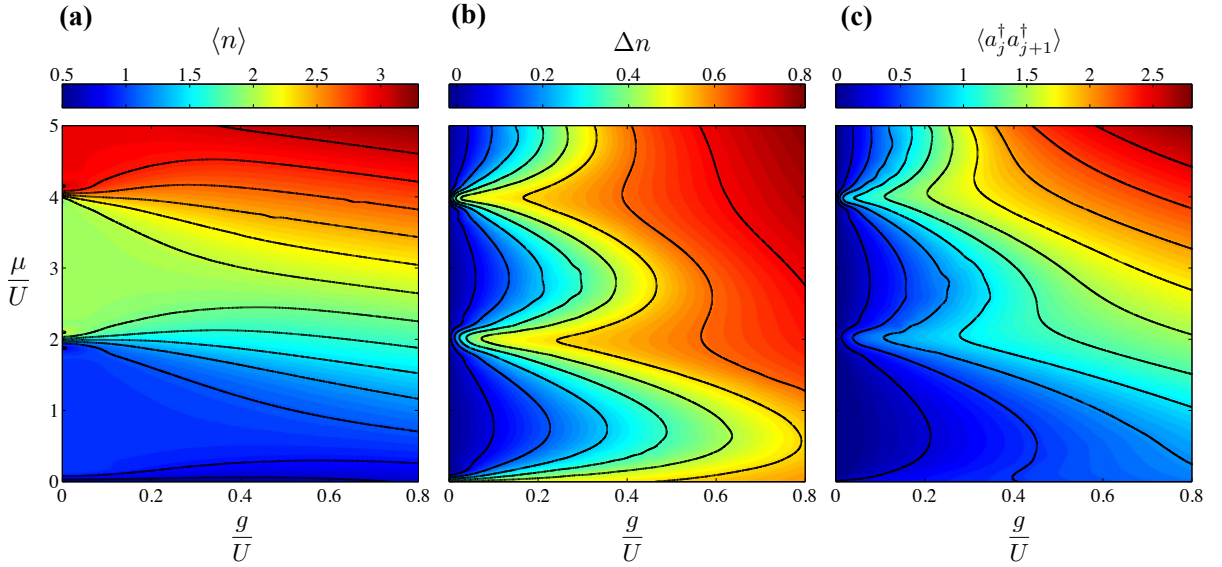 (a)
⟨n⟩
0.5 1 1.5 2 2.5 3
5
4
3
2
1
0
μ/U
0 0.2 0.4 0.6 0.8
g/U
(b)
Δn
0 0.2 0.4 0.6 0.8
0 0.2 0.4 0.6 0.8
g/U
(c)
⟨a_j^† a_{j+1}^†⟩
0 0.5 1 1.5 2 2.5
0 0.2 0.4 0.6 0.8
g/U